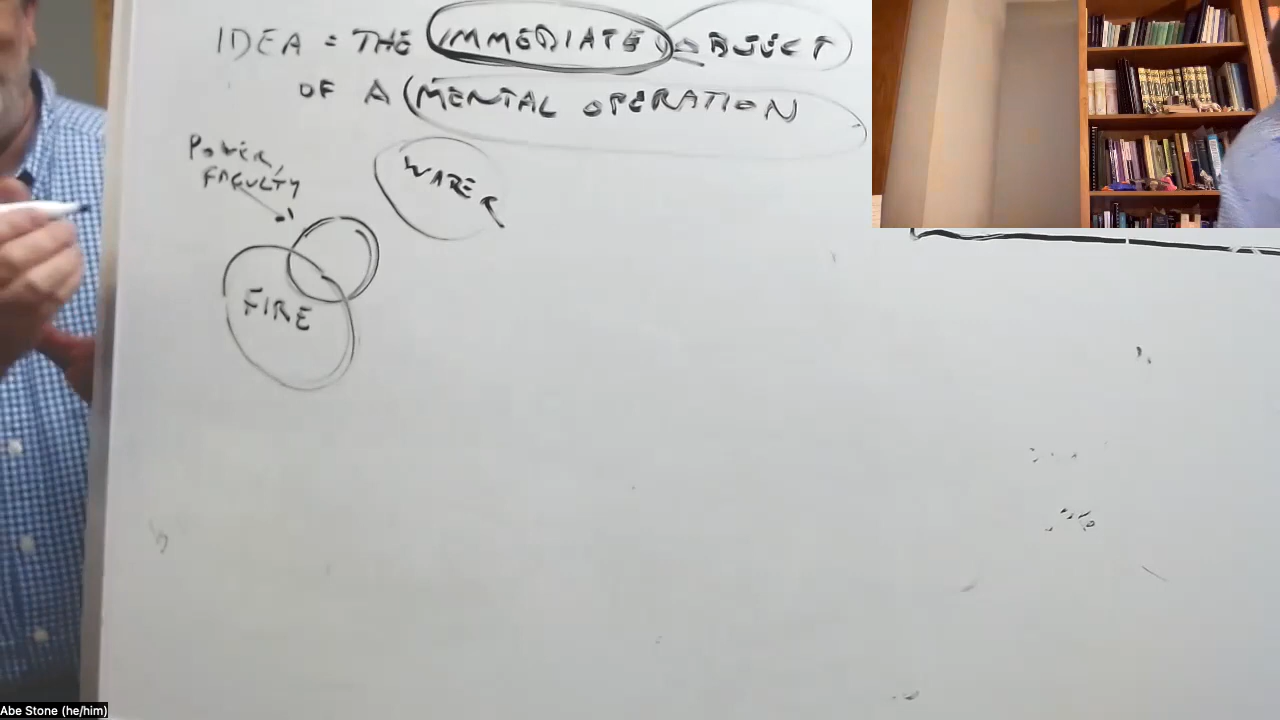 IDEA = THE IMMEDIATE OBJECT
OF A (MENTAL OPERATION
POWER,
FACULTY
WATER
FIRE
Abe Stone (he/him)